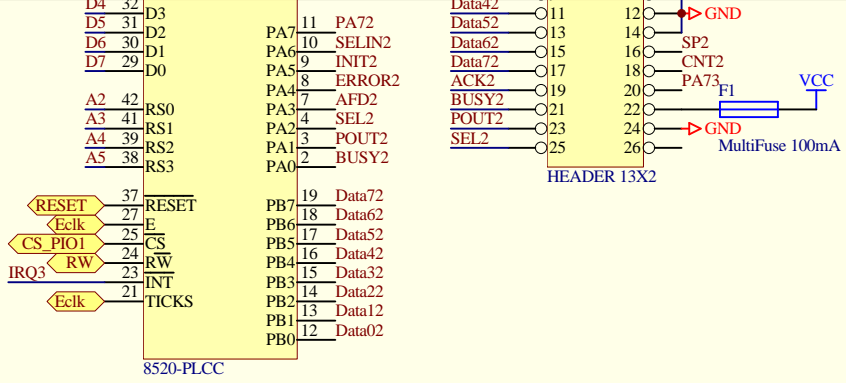 D4 32 D3
D5 31 D2
D6 30 D1
D7 29 D0
A2 42 RS0
A3 41 RS1
A4 39 RS2
A5 38 RS3
RESET 37 RESET
Eclk 27 E
CS_PIO1 25 CS
RW 24 RW
IRQ3 23 INT
Eclk 21 TICKS
PA7 11 PA72
PA6 10 SELIN2
PA5 9 INIT2
PA4 8 ERROR2
PA3 7 AFD2
PA2 4 SEL2
PA1 3 POUT2
PA0 2 BUSY2
PB7 19 Data72
PB6 18 Data62
PB5 17 Data52
PB4 16 Data42
PB3 15 Data32
PB2 14 Data22
PB1 13 Data12
PB0 12 Data02
8520-PLCC
Data42 11 12 GND
Data52 13 14
Data62 15 16 SP2
Data72 17 18 CNT2
ACK2 19 20 PA73
BUSY2 21 22 F1 VCC
POUT2 23 24 GND
SEL2 25 26 MultiFuse 100mA
HEADER 13X2